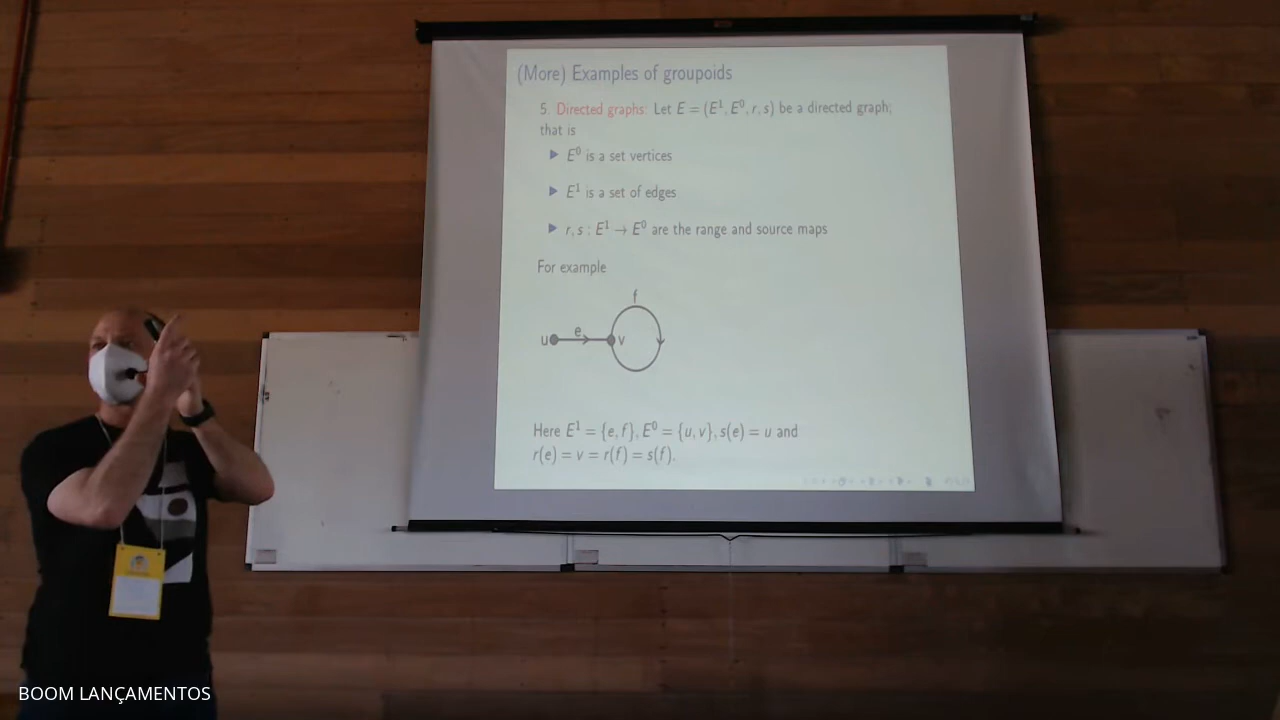 (More) Examples of groupoids
5. Directed graphs: Let E = (E¹, E⁰, r, s) be a directed graph;
that is
E⁰ is a set vertices
E¹ is a set of edges
r, s : E¹ → E⁰ are the range and source maps
For example
f
u e v
Here E¹ = {e, f}, E⁰ = {u, v}, s(e) = u and
r(e) = v = r(f) = s(f).
BOOM LANÇAMENTOS